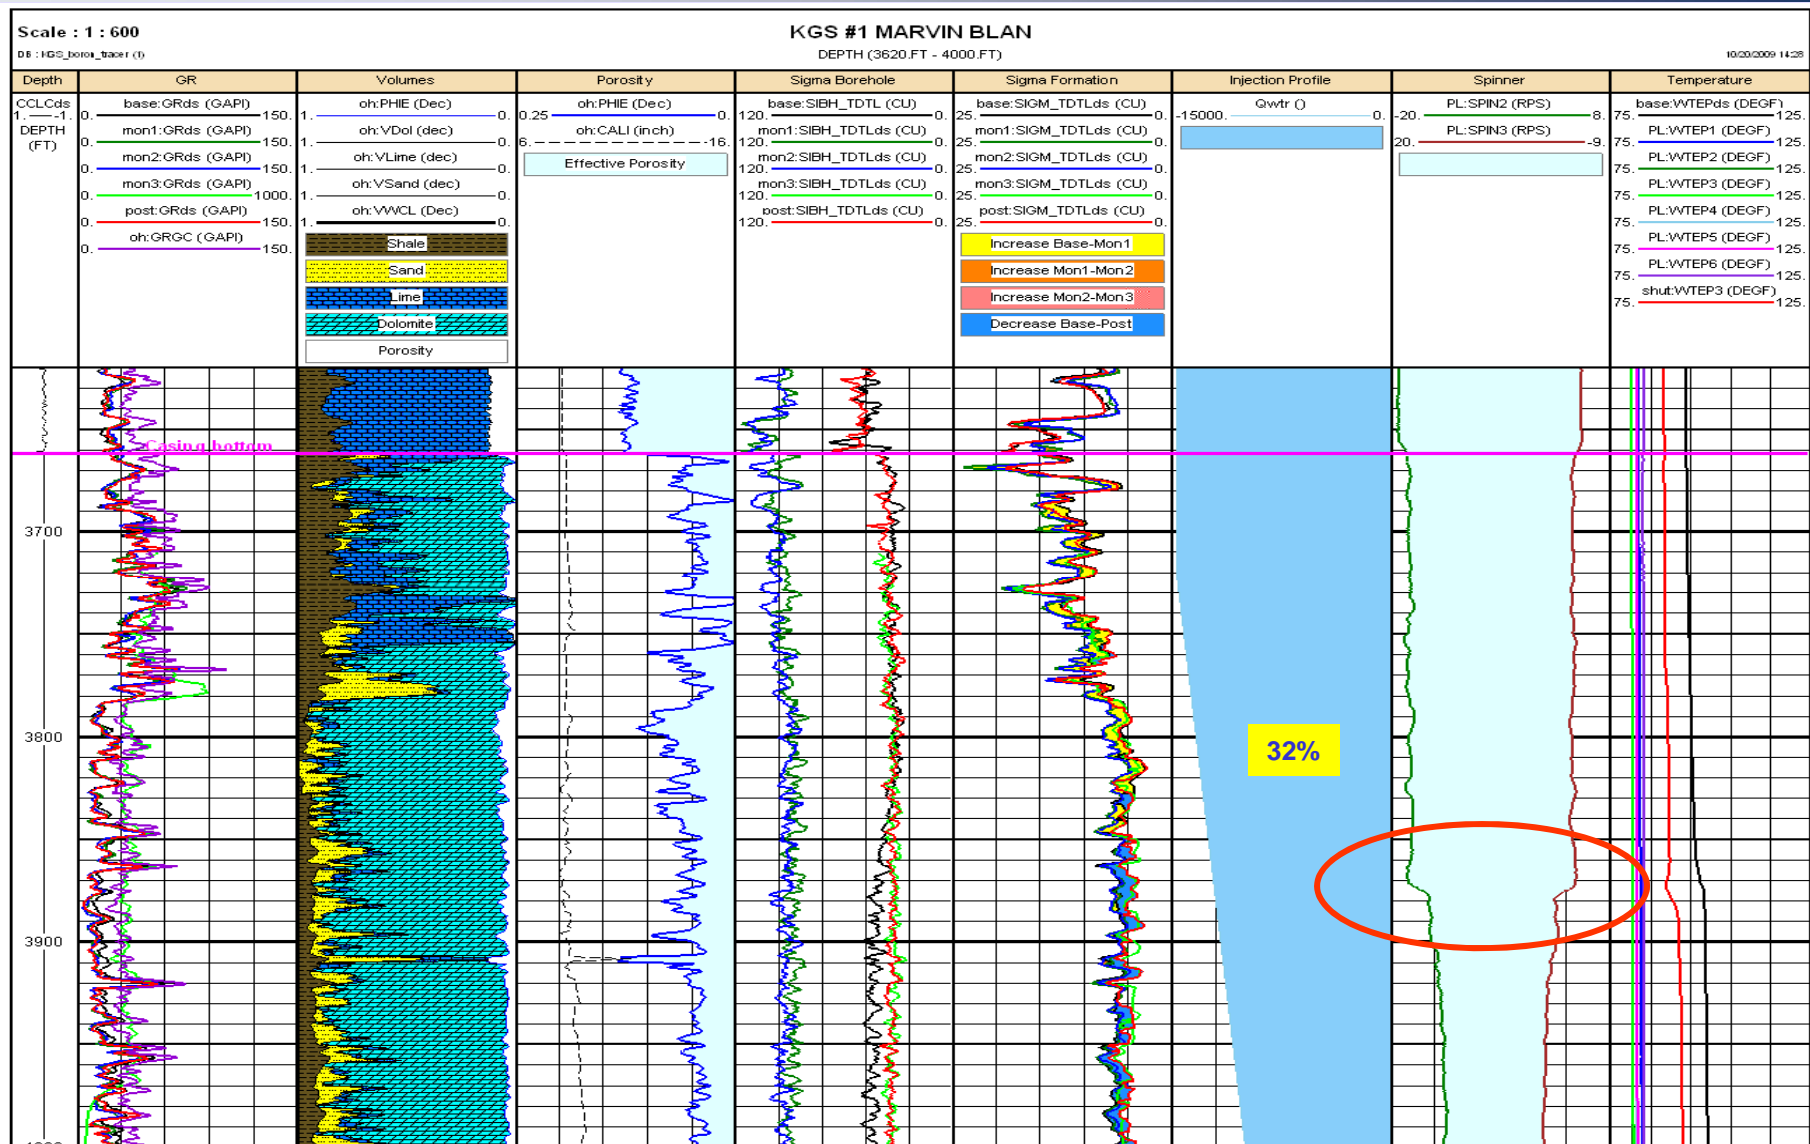 Scale : 1 : 600
KGS #1 MARVIN BLAN
DB : KGS_boron_tracer (1)
DEPTH (3620.FT - 4000.FT)
10/20/2009 14:28
Depth
GR
Volumes
Porosity
Sigma Borehole
Sigma Formation
Injection Profile
Spinner
Temperature
CCLCds
1. -1.
DEPTH
(FT)
base:GRds (GAPI)
0. 150.
mon1:GRds (GAPI)
0. 150.
mon2:GRds (GAPI)
0. 150.
mon3:GRds (GAPI)
0. 1000.
post:GRds (GAPI)
0. 150.
oh:GRGC (GAPI)
0. 150.
oh:PHIE (Dec)
1. 0.
oh:VDol (dec)
1. 0.
oh:VLime (dec)
1. 0.
oh:VSand (dec)
1. 0.
oh:VWCL (Dec)
1. 0.
Shale
Sand
Lime
Dolomite
Porosity
oh:PHIE (Dec)
0.25 0.
oh:CALI (inch)
6. 16.
Effective Porosity
base:SIBH_TDTL (CU)
120. 0.
mon1:SIBH_TDTLds (CU)
120. 0.
mon2:SIBH_TDTLds (CU)
120. 0.
mon3:SIBH_TDTLds (CU)
120. 0.
post:SIBH_TDTLds (CU)
120. 0.
base:SIGM_TDTLds (CU)
25. 0.
mon1:SIGM_TDTLds (CU)
25. 0.
mon2:SIGM_TDTLds (CU)
25. 0.
mon3:SIGM_TDTLds (CU)
25. 0.
post:SIGM_TDTLds (CU)
25. 0.
Increase Base-Mon1
Increase Mon1-Mon2
Increase Mon2-Mon3
Decrease Base-Post
Qwtr ()
-15000. 0.
PL:SPIN2 (RPS)
-20. 8.
PL:SPIN3 (RPS)
20. -9.
base:WTEPds (DEGF)
75. 125.
PL:WTEP1 (DEGF)
75. 125.
PL:WTEP2 (DEGF)
75. 125.
PL:WTEP3 (DEGF)
75. 125.
PL:WTEP4 (DEGF)
75. 125.
PL:WTEP5 (DEGF)
75. 125.
PL:WTEP6 (DEGF)
75. 125.
shut:WTEP3 (DEGF)
75. 125.
Casing bottom
3700
3800
32%
3900